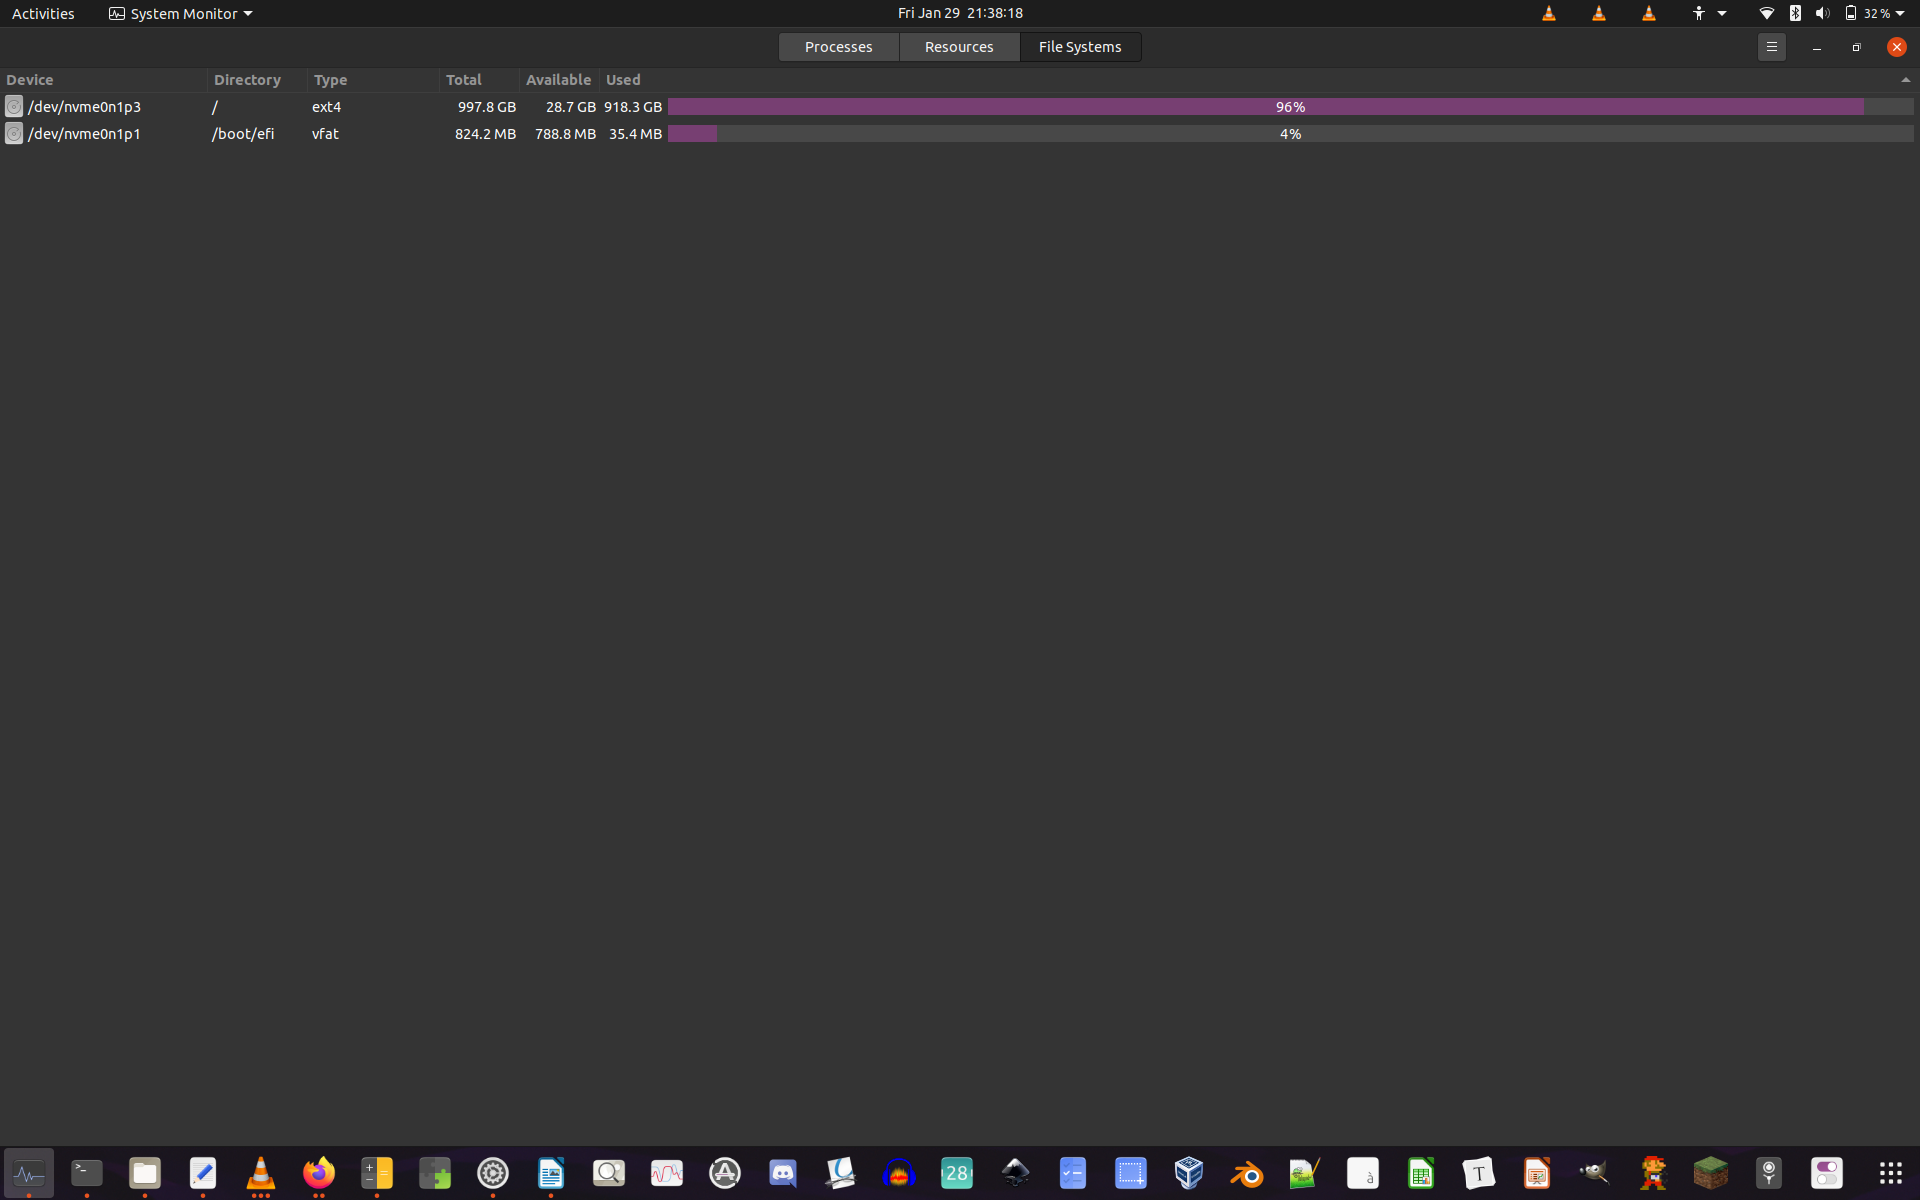 Activities System Monitor Fri Jan 29 21:38:18 32 %
Processes Resources File Systems
Device Directory Type Total Available Used
/dev/nvme0n1p3 / ext4 997.8 GB 28.7 GB 918.3 GB 96%
/dev/nvme0n1p1 /boot/efi vfat 824.2 MB 788.8 MB 35.4 MB 4%
28 a T